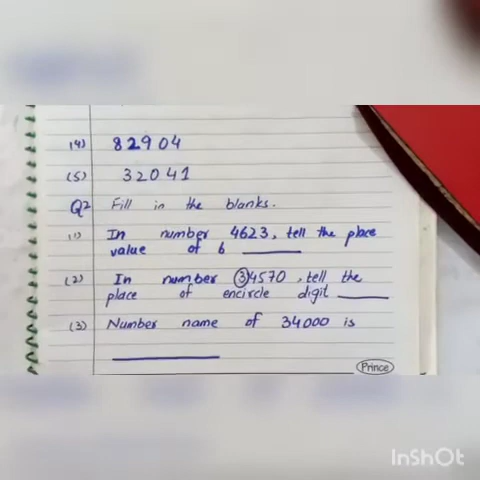 (4) 82904
(5) 32041
Q2 Fill in the blanks.
(1) In number 4623, tell the place
value of 6 ________
(2) In number 34570, tell the
place of encircle digit ______
(3) Number name of 34000 is
____________
Prince
InShOt